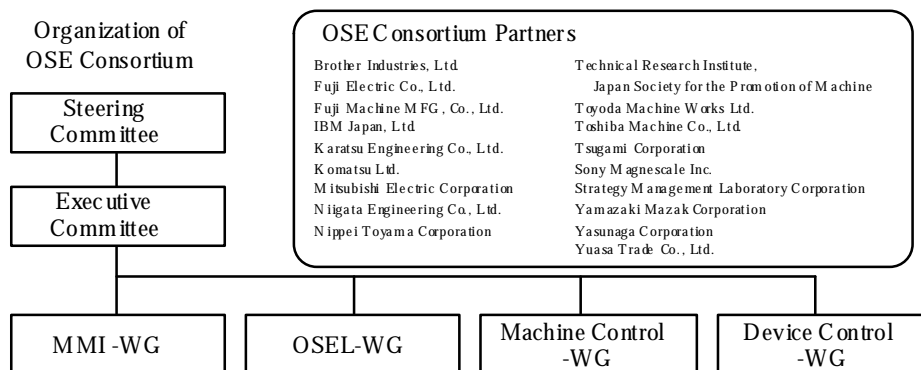 Organization of
OSE Consortium
Steering
Committee
Executive
Committee
OSE Consortium Partners
Brother Industries, Ltd.
Fuji Electric Co., Ltd.
Fuji Machine MFG, Co., Ltd.
IBM Japan, Ltd.
Karatsu Engineering Co., Ltd.
Komatsu Ltd.
Mitsubishi Electric Corporation
Niigata Engineering Co., Ltd.
Nippei Toyama Corporation
Technical Research Institute,
Japan Society for the Promotion of Machine
Toyoda Machine Works Ltd.
Toshiba Machine Co., Ltd.
Tsugami Corporation
Sony Magnescale Inc.
Strategy Management Laboratory Corporation
Yamazaki Mazak Corporation
Yasunaga Corporation
Yuasa Trade Co., Ltd.
MMI -WG
OSEL-WG
Machine Control
-WG
Device Control
-WG